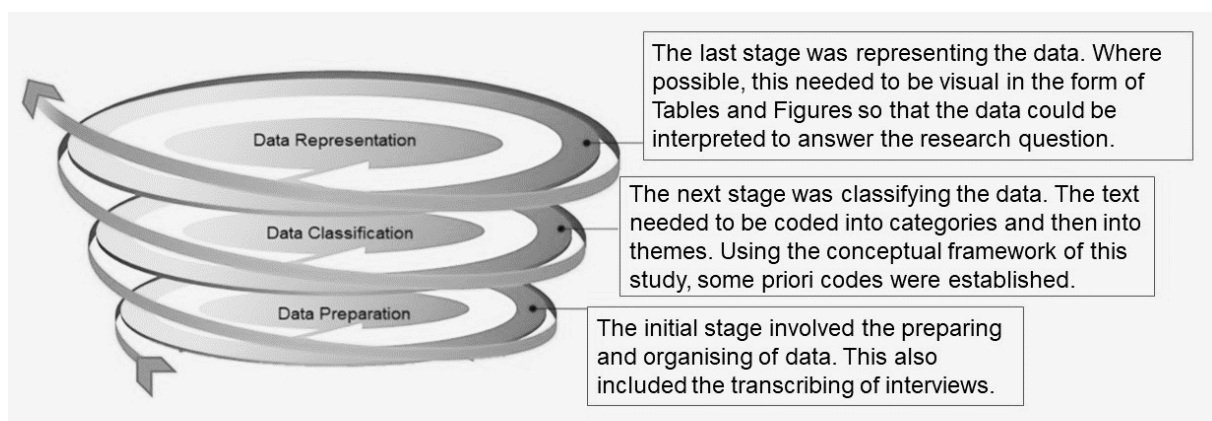 The last stage was representing the data. Where
possible, this needed to be visual in the form of
Tables and Figures so that the data could be
interpreted to answer the research question.
Data Representation
The next stage was classifying the data. The text
needed to be coded into categories and then into
themes. Using the conceptual framework of this
study, some priori codes were established.
Data Classification
Data Preparation
The initial stage involved the preparing
and organising of data. This also
included the transcribing of interviews.